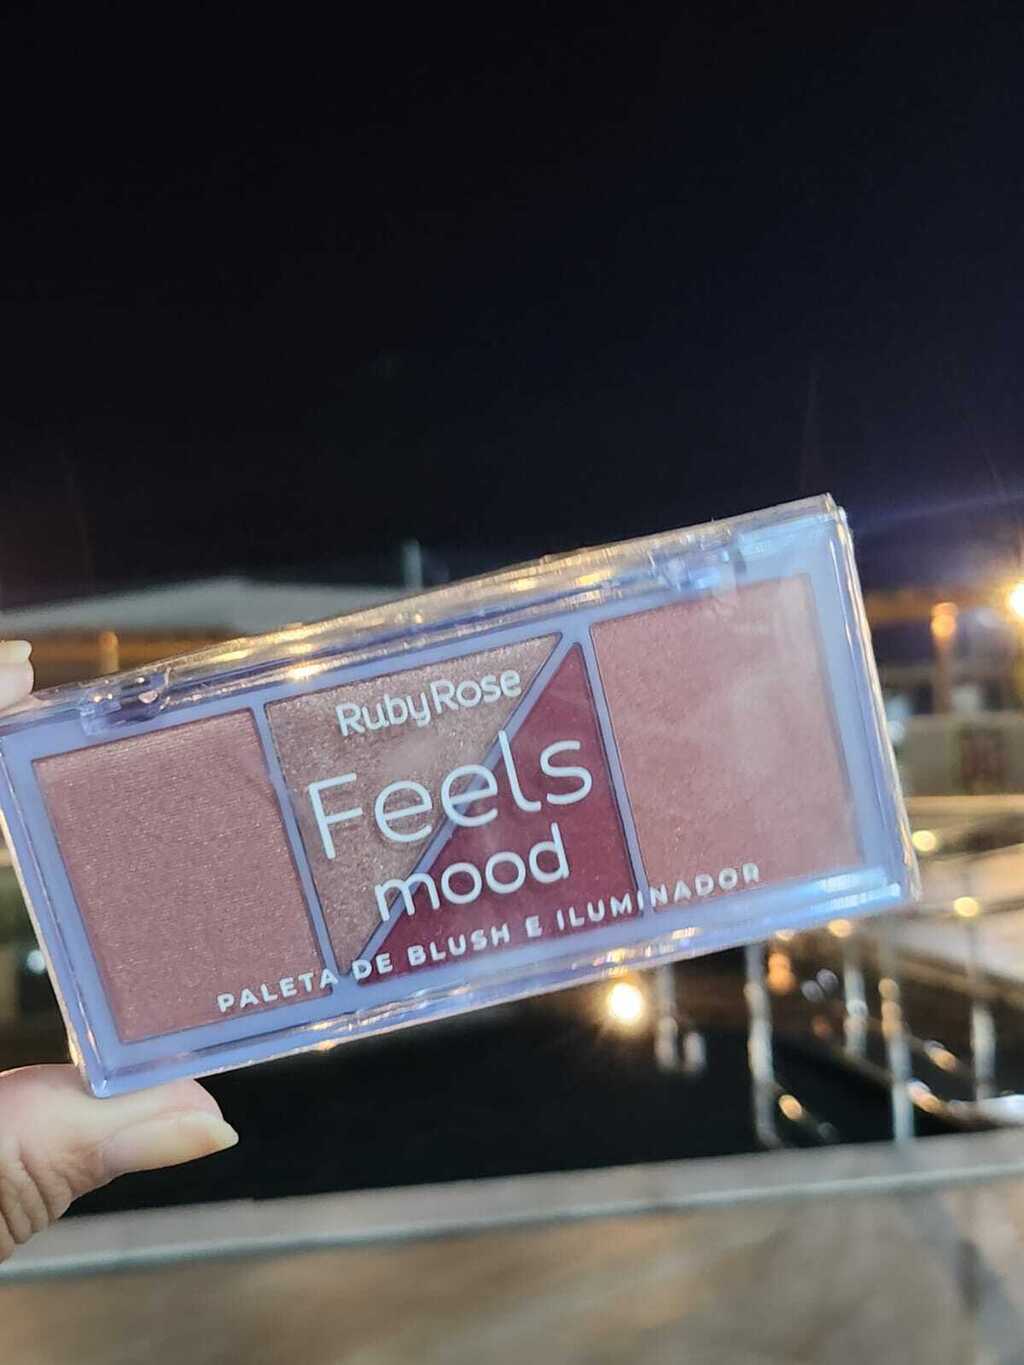 RubyRose
Feels
mood
PALETA DE BLUSH E ILUMINADOR